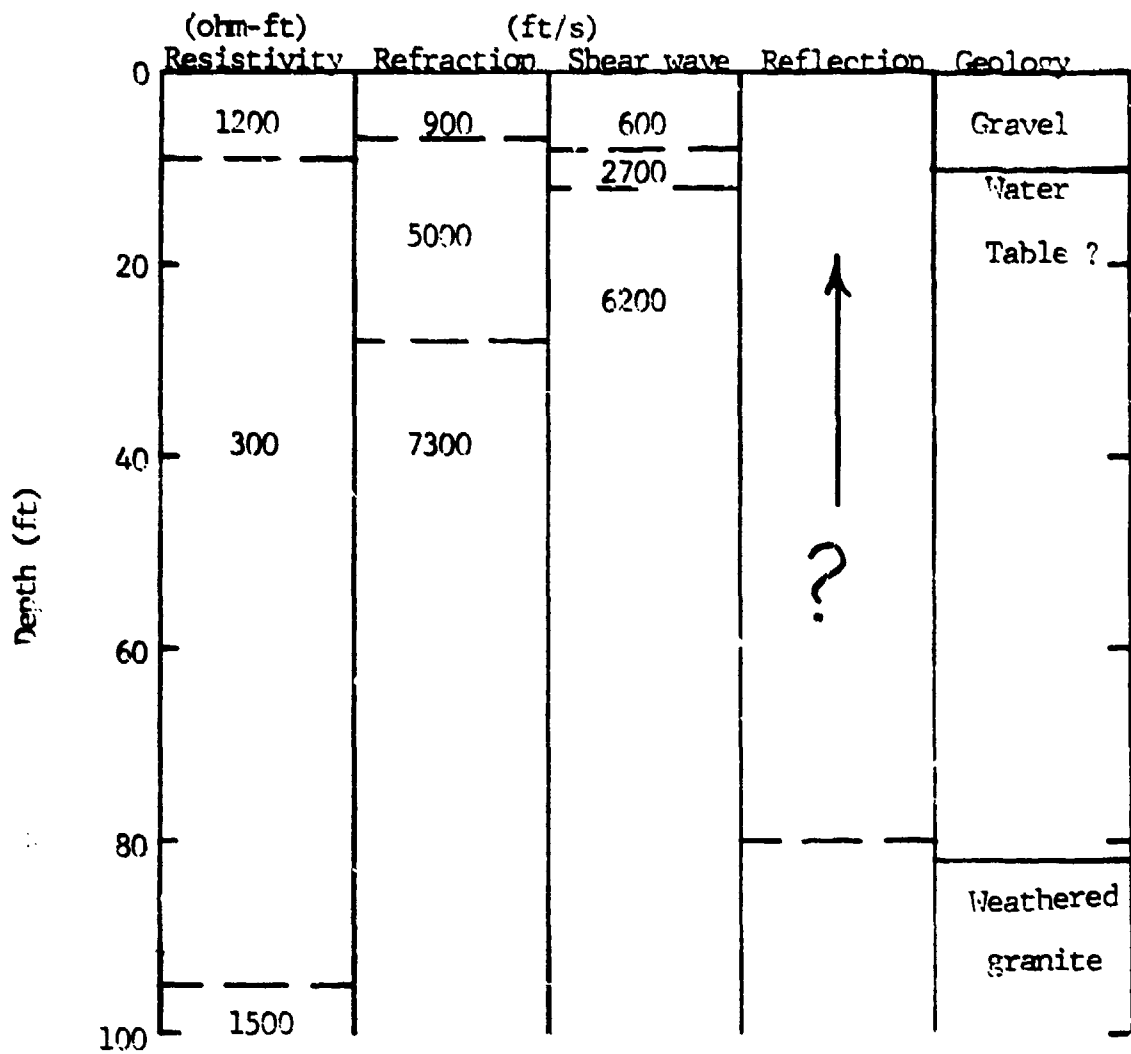 (ohm-ft) (ft/s)
Resistivity Refraction Shear wave Reflection Geology
0
1200 900 600 Gravel
2700 Water
5000 Table ?
20
6200
300 7300
40
Depth (ft)
?
60
80
Weathered
granite
1500
100